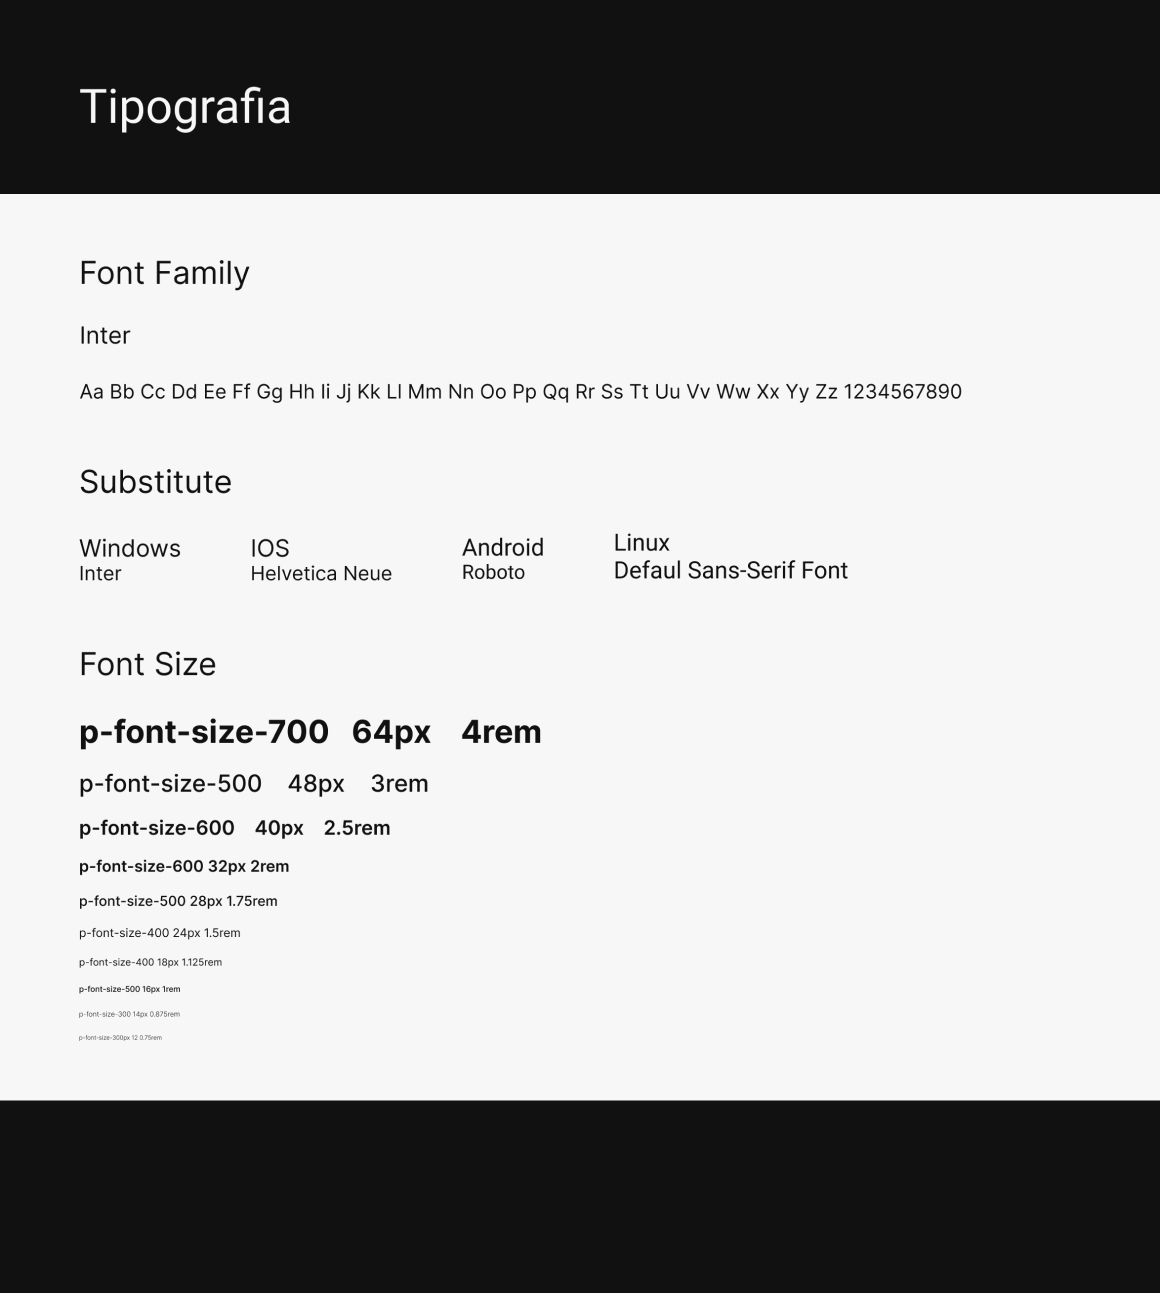 Tipografia
Font Family
Inter
Aa Bb Cc Dd Ee Ff Gg Hh Ii Jj Kk Ll Mm Nn Oo Pp Qq Rr Ss Tt Uu Vv Ww Xx Yy Zz 1234567890
Substitute
Windows
Inter
IOS
Helvetica Neue
Android
Roboto
Linux
Defaul Sans-Serif Font
Font Size
p-font-size-700 64px 4rem
p-font-size-500 48px 3rem
p-font-size-600 40px 2.5rem
p-font-size-600 32px 2rem
p-font-size-500 28px 1.75rem
p-font-size-400 24px 1.5rem
p-font-size-400 18px 1.125rem
p-font-size-500 16px 1rem
p-font-size-300 14px 0.875rem
p-font-size-300px 12 0.75rem